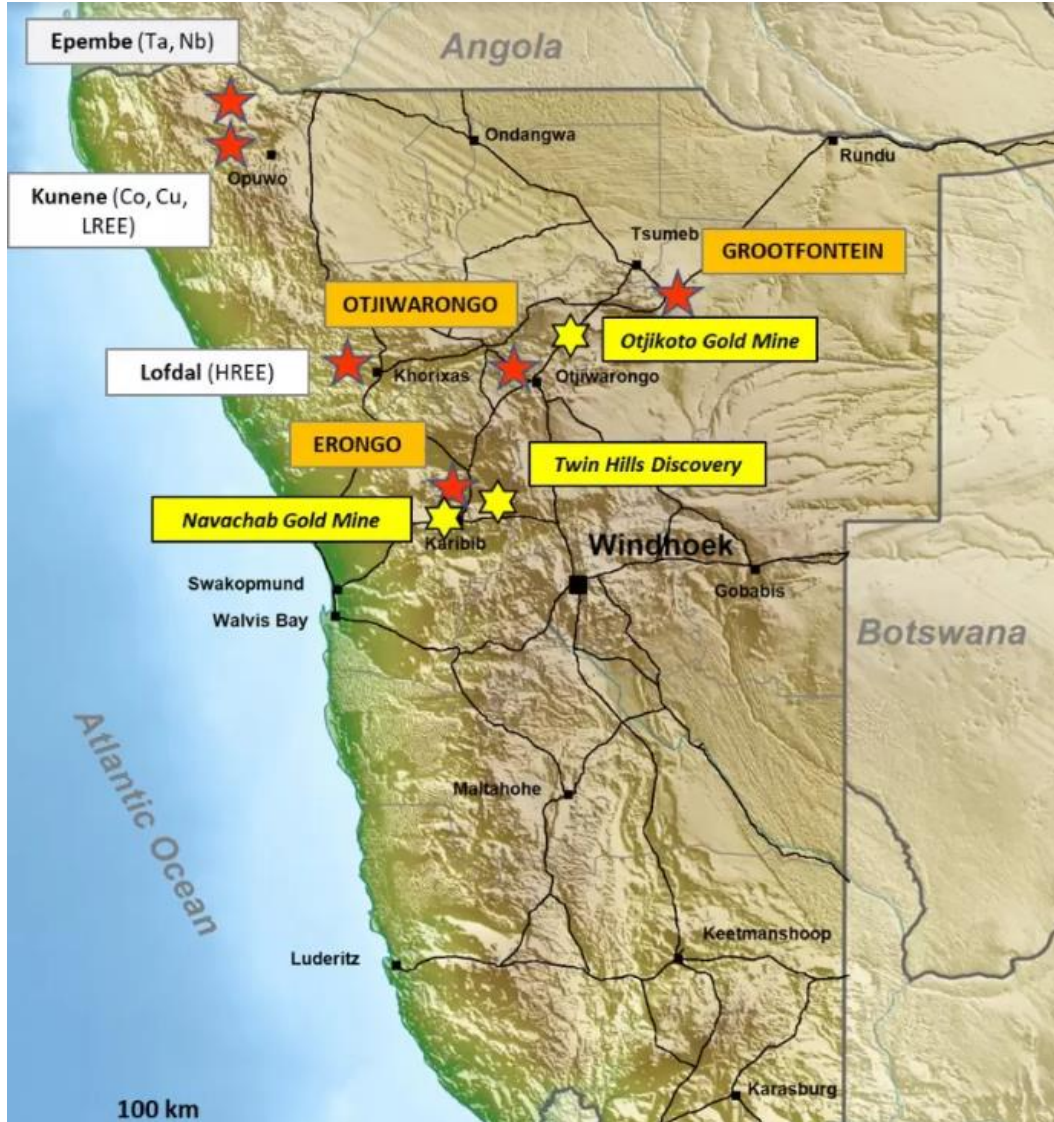 Epembe (Ta, Nb)
Angola
Ondangwa
Rundu
Opuwo
Kunene (Co, Cu,
LREE)
Tsumeb
GROOTFONTEIN
OTJIWARONGO
Otjikoto Gold Mine
Lofdal (HREE)
Khorixas
Otjiwarongo
ERONGO
Twin Hills Discovery
Navachab Gold Mine
Karibib
Windhoek
Swakopmund
Gobabis
Walvis Bay
Botswana
Atlantic Ocean
Maltahohe
Keetmanshoop
Luderitz
Karasburg
100 km